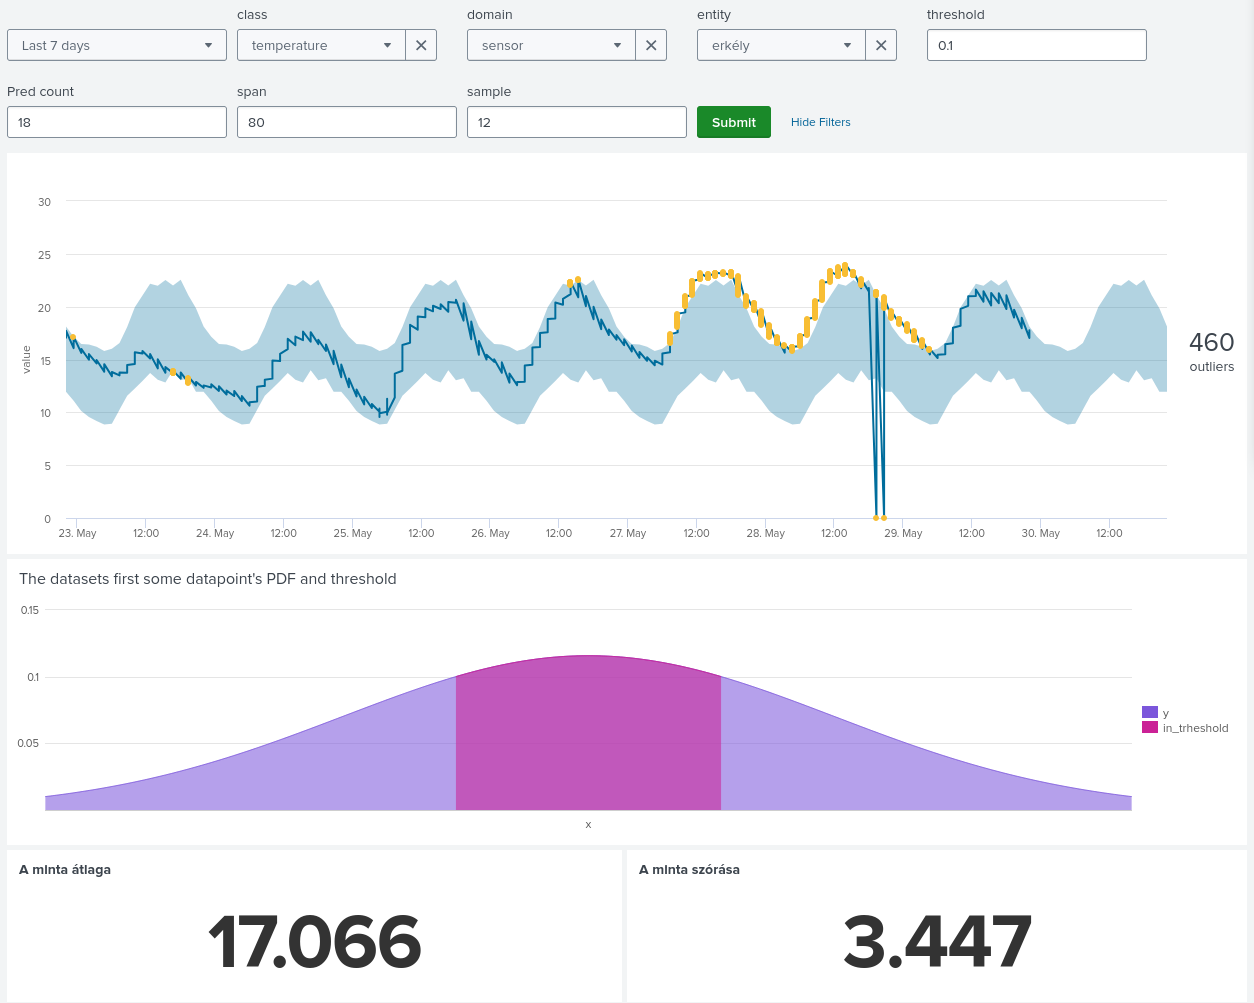 class
domain
entity
threshold
Last 7 days
temperature
sensor
erkély
0.1
Pred count
span
sample
18
80
12
Submit
Hide Filters
30
25
20
15
10
5
0
value
23. May
12:00
24. May
12:00
25. May
12:00
26. May
12:00
27. May
12:00
28. May
12:00
29. May
12:00
30. May
12:00
460
outliers
The datasets first some datapoint's PDF and threshold
0.15
0.1
0.05
x
y
in_trheshold
A minta átlaga
17.066
A minta szórása
3.447